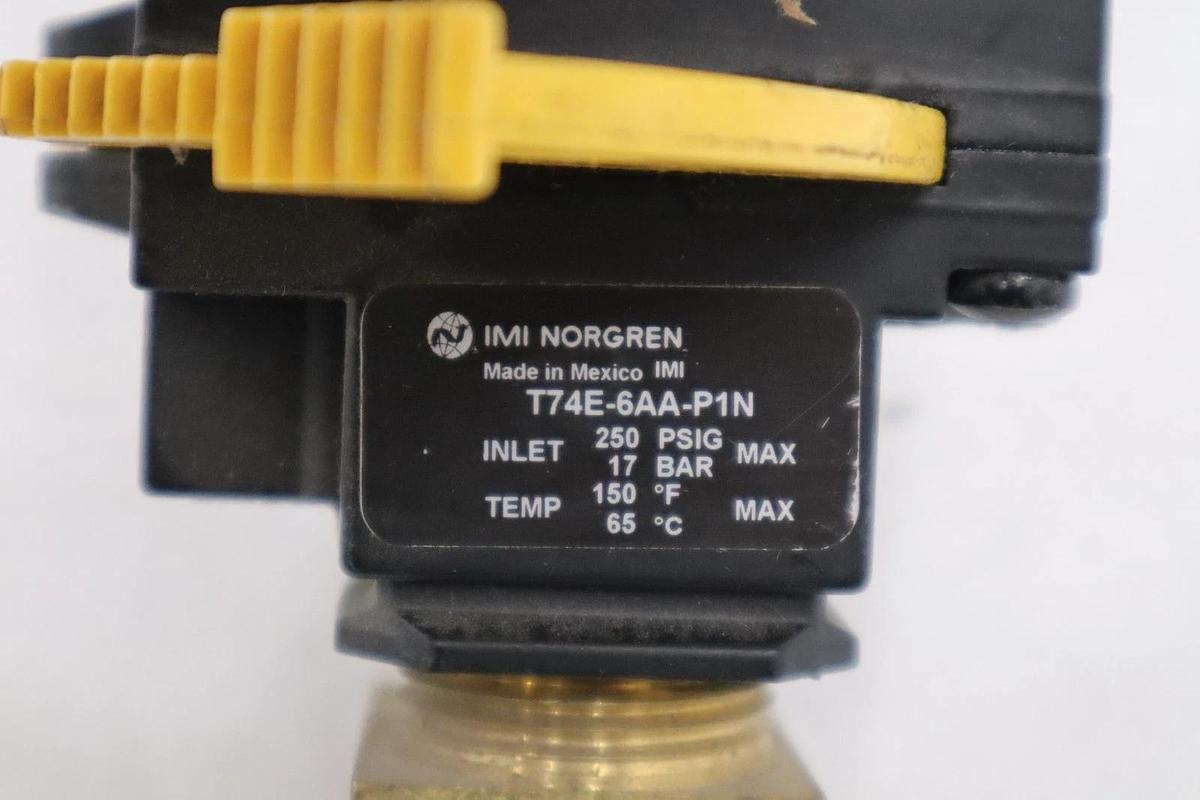 IMI NORGREN
Made in Mexico IMI
T74E-6AA-P1N
INLET 250 PSIG MAX
17 BAR
TEMP 150 °F MAX
65 °C